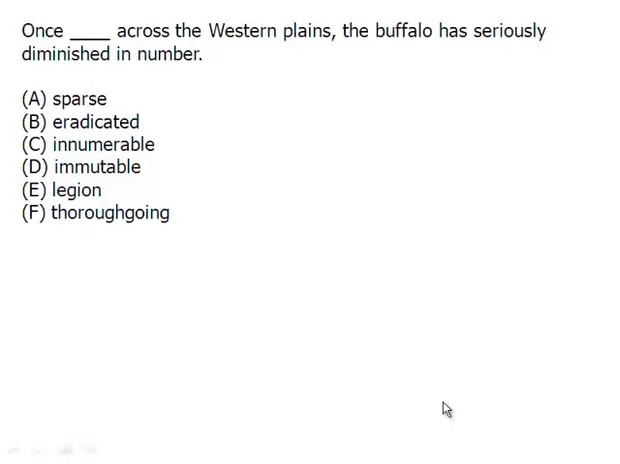 Once ____ across the Western plains, the buffalo has seriously
diminished in number.
(A) sparse
(B) eradicated
(C) innumerable
(D) immutable
(E) legion
(F) thoroughgoing